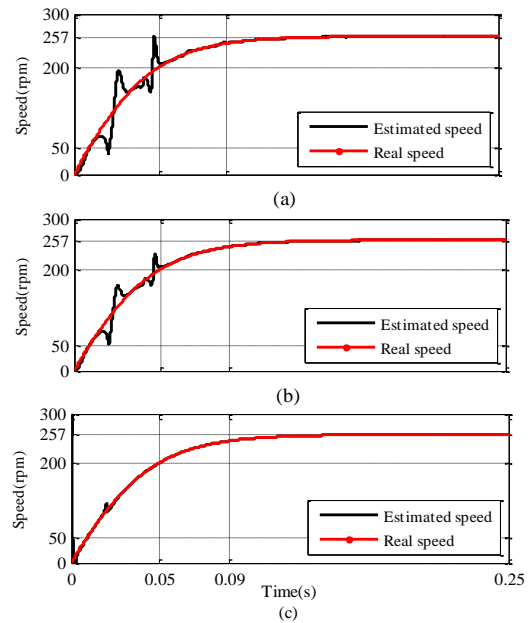 300
257
200
50
0
Speed(rpm)
Estimated speed
Real speed
(a)
300
257
200
50
0
Speed(rpm)
Estimated speed
Real speed
(b)
300
257
200
50
0
Speed(rpm)
Estimated speed
Real speed
0 0.05 0.09 0.25
Time(s)
(c)